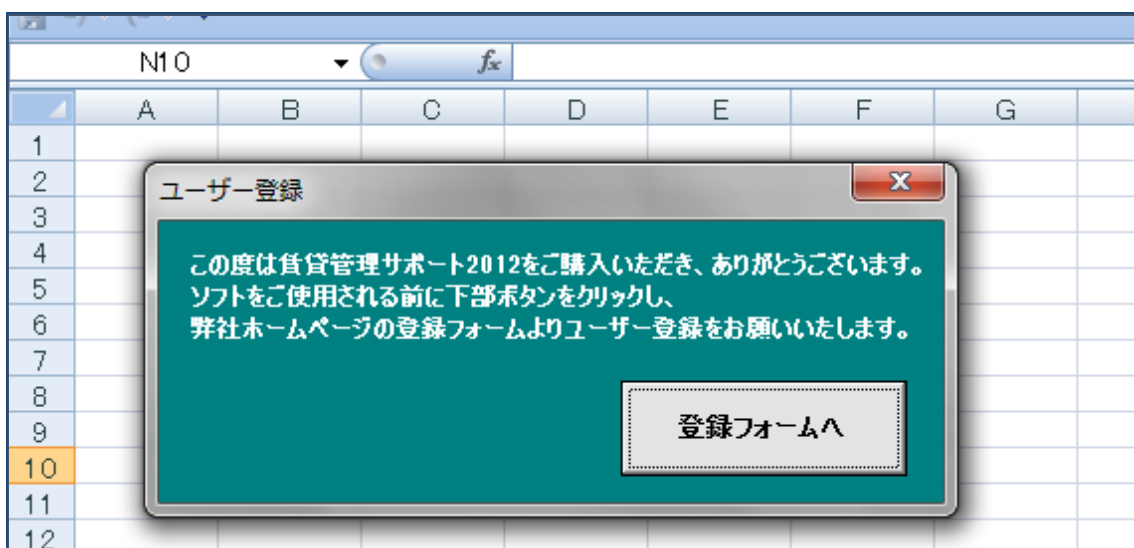 N10
fx
A B C D E F G
1
2
ユーザー登録
X
3
4
この度は賃貸管理サポート2012をご購入いただき、ありがとうございます。
5
ソフトをご使用される前に下部ボタンをクリックし、
6
弊社ホームページの登録フォームよりユーザー登録をお願いいたします。
7
8
9
登録フォームへ
10
11
12